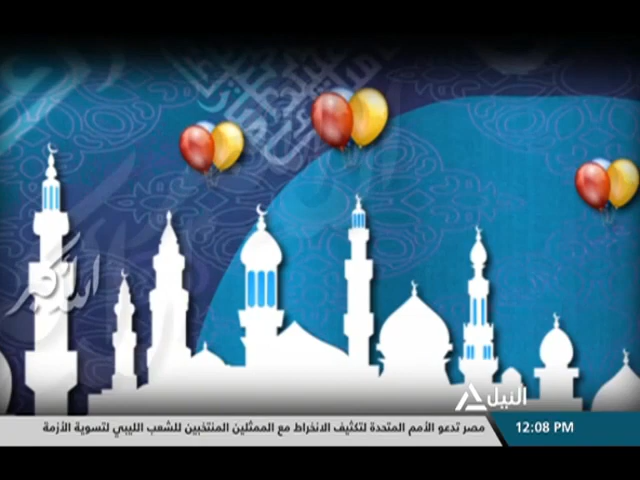 الله أكبر
النيل
مصر تدعو الأمم المتحدة لتكثيف الانخراط مع الممثلين المنتخبين للشعب الليبي لتسوية الأزمة
12:08 PM